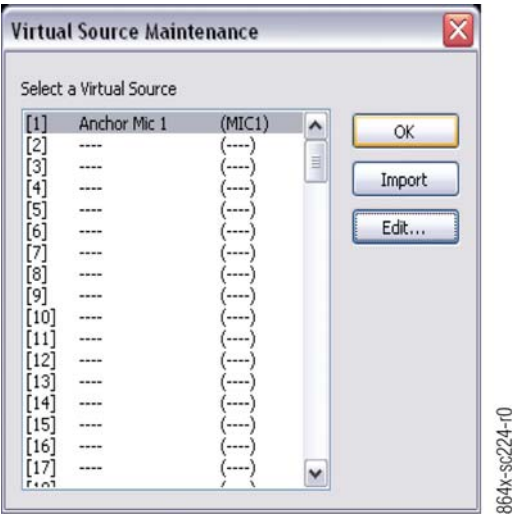 Virtual Source Maintenance
Select a Virtual Source
[1] Anchor Mic 1 (MIC1)
[2] ---- (----)
[3] ---- (----)
[4] ---- (----)
[5] ---- (----)
[6] ---- (----)
[7] ---- (----)
[8] ---- (----)
[9] ---- (----)
[10] ---- (----)
[11] ---- (----)
[12] ---- (----)
[13] ---- (----)
[14] ---- (----)
[15] ---- (----)
[16] ---- (----)
[17] ---- (----)
OK
Import
Edit...
864x-sc224-r0